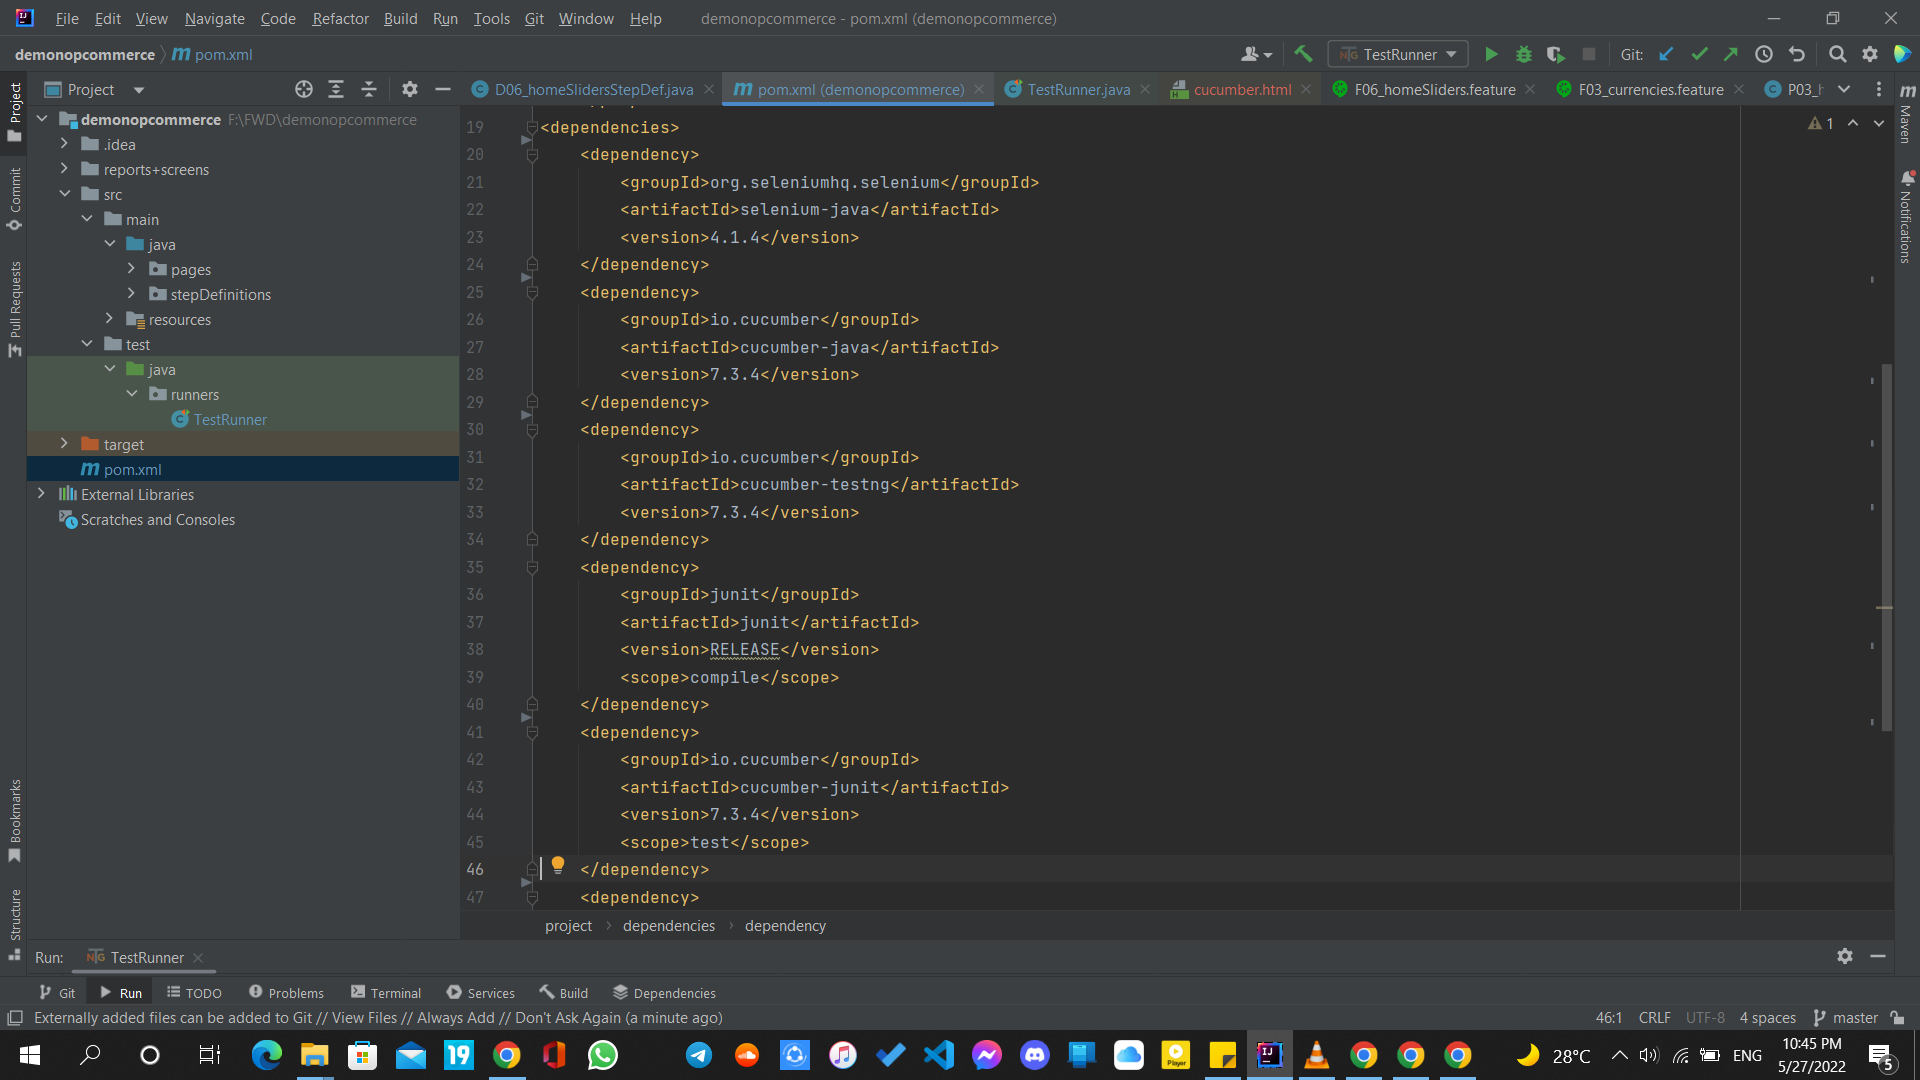 File Edit View Navigate Code Refactor Build Run Tools Git Window Help demonopcommerce - pom.xml (demonopcommerce)
demonopcommerce pom.xml TestRunner Git:
Project D06_homeSlidersStepDef.java pom.xml (demonopcommerce) TestRunner.java cucumber.html F06_homeSliders.feature F03_currencies.feature P03_h
demonopcommerce F:\FWD\demonopcommerce
.idea
reports+screens
src
main
java
pages
stepDefinitions
resources
test
java
runners
TestRunner
target
pom.xml
External Libraries
Scratches and Consoles
Project
Commit
Pull Requests
Bookmarks
Structure
1
19 <dependencies>
20 <dependency>
21 <groupId>org.seleniumhq.selenium</groupId>
22 <artifactId>selenium-java</artifactId>
23 <version>4.1.4</version>
24 </dependency>
25 <dependency>
26 <groupId>io.cucumber</groupId>
27 <artifactId>cucumber-java</artifactId>
28 <version>7.3.4</version>
29 </dependency>
30 <dependency>
31 <groupId>io.cucumber</groupId>
32 <artifactId>cucumber-testng</artifactId>
33 <version>7.3.4</version>
34 </dependency>
35 <dependency>
36 <groupId>junit</groupId>
37 <artifactId>junit</artifactId>
38 <version>RELEASE</version>
39 <scope>compile</scope>
40 </dependency>
41 <dependency>
42 <groupId>io.cucumber</groupId>
43 <artifactId>cucumber-junit</artifactId>
44 <version>7.3.4</version>
45 <scope>test</scope>
46 </dependency>
47 <dependency>
project dependencies dependency
Maven
Notifications
Run: TestRunner
Git Run TODO Problems Terminal Services Build Dependencies
Externally added files can be added to Git // View Files // Always Add // Don't Ask Again (a minute ago) 46:1 CRLF UTF-8 4 spaces master
19 28°C ENG 10:45 PM
5/27/2022 5